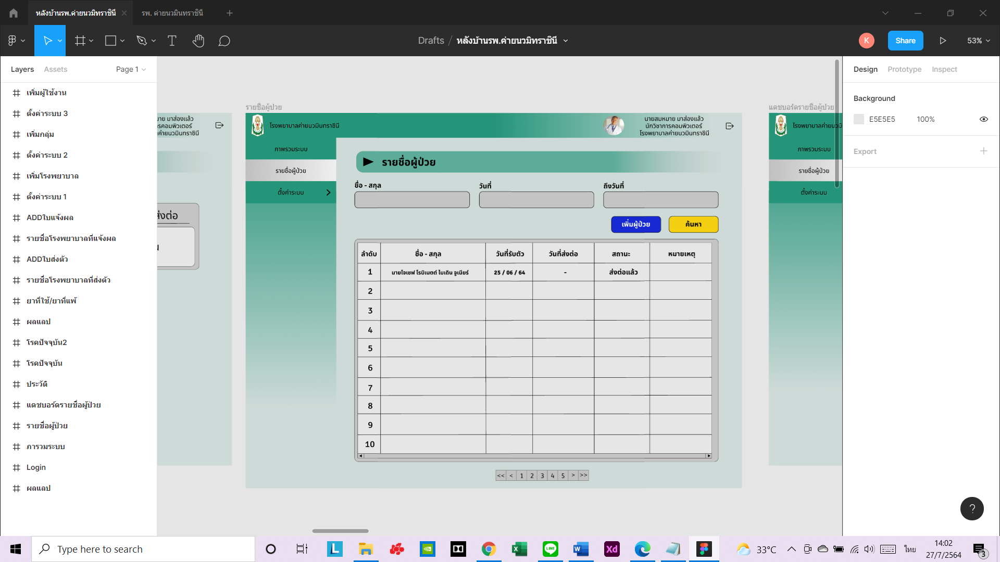 หลังบ้านรพ.ค่ายนวมิทราชินี
รพ. ค่ายนวมินทราชินี
Drafts / หลังบ้านรพ.ค่ายนวมิทราชินี
K
Share
53%
Layers
Assets
Page 1
เพิ่มผู้ใช้งาน
ตั้งค่าระบบ 3
เพิ่มกลุ่ม
ตั้งค่าระบบ 2
เพิ่มโรงพยาบาล
ตั้งค่าระบบ 1
ADDใบแจ้งผล
รายชื่อโรงพยาบาลที่แจ้งผล
ADDใบส่งตัว
รายชื่อโรงพยาบาลที่ส่งตัว
ยาที่ใช้/ยาที่แพ้
ผลแลป
โรคปัจจุบัน2
โรคปัจจุบัน
ประวัติ
แดชบอร์ดรายชื่อผู้ป่วย
รายชื่อผู้ป่วย
ภารวมระบบ
Login
ผลแลป
มาย มาส่องแล้ว
รคอมพิวเตอร์
ค่ายนวมินทราชินี
ส่งต่อ
รายชื่อผู้ป่วย
โรงพยาบาลค่ายนวมินทราชินี
นายสมหมาย มาส่องแล้ว
นักวิชาการคอมพิวเตอร์
โรงพยาบาลค่ายนวมินทราชินี
ภาพรวมระบบ
รายชื่อผู้ป่วย
ตั้งค่าระบบ
รายชื่อผู้ป่วย
ชื่อ - สกุล
วันที่
ถึงวันที่
เพิ่มผู้ป่วย
ค้นหา
ลำดับ ชื่อ - สกุล วันที่รับตัว วันที่ส่งต่อ สถานะ หมายเหตุ
1 นายโจเซฟ โรบิเนตต์ ไบเดิน จูเนียร์ 25 / 06 / 64 - ส่งต่อแล้ว
2
3
4
5
6
7
8
9
10
<< < 1 2 3 4 5 > >>
แดชบอร์ดรายชื่อผู้ป่วย
โรงพยาบาลค่ายนวมิ
ภาพรวมระบบ
รายชื่อผู้ป่วย
ตั้งค่าระบบ
Design
Prototype
Inspect
Background
E5E5E5
100%
Export
?
Type here to search
33°C
ไทย
14:02
27/7/2564
3